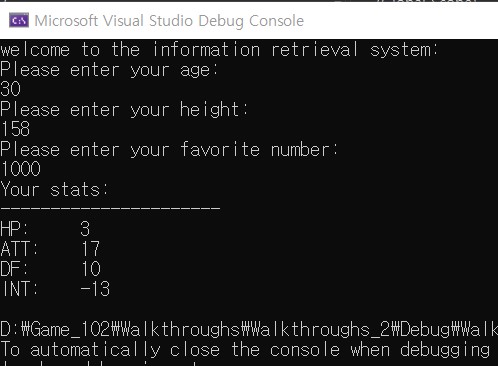 Microsoft Visual Studio Debug Console
welcome to the information retrieval system:
Please enter your age:
30
Please enter your height:
158
Please enter your favorite number:
1000
Your stats:
----------------------
HP: 3
ATT: 17
DF: 10
INT: -13
D:₩Game_102₩Walkthroughs₩Walkthroughs_2₩Debug₩Walk
To automatically close the console when debugging